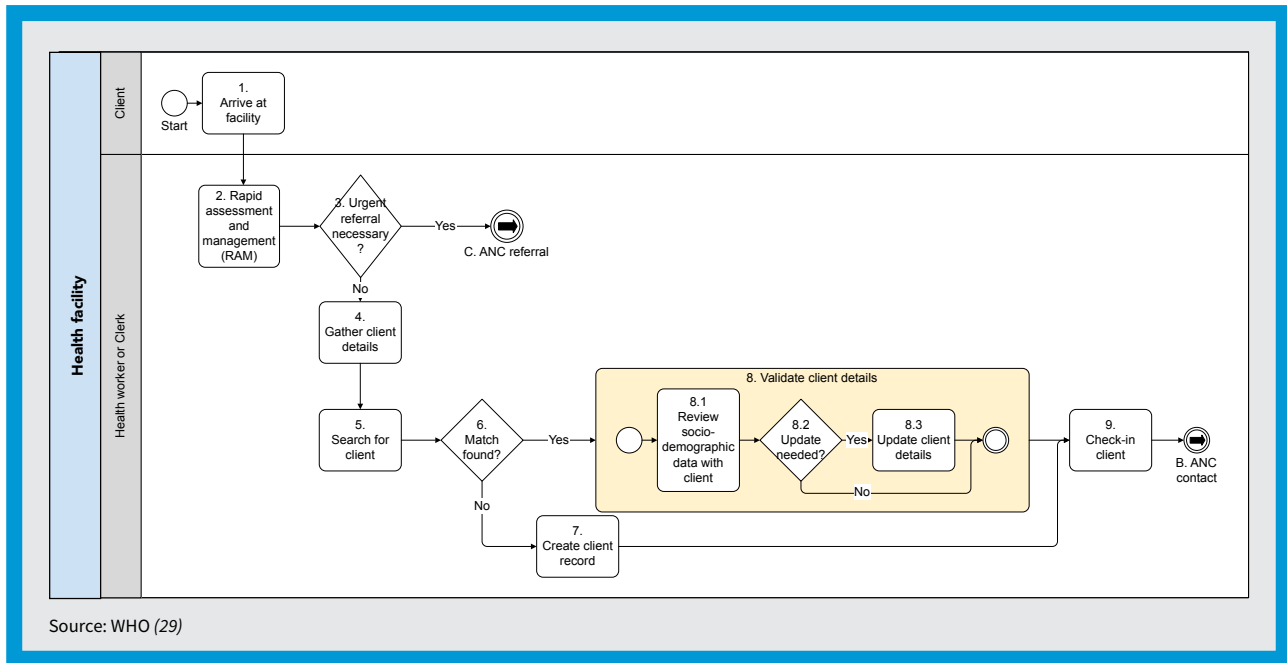 Health facility
Client
Start
1.
Arrive at
facility
Health worker or Clerk
2. Rapid
assessment
and
management
(RAM)
3. Urgent
referral
necessary
?
Yes
C. ANC referral
No
4.
Gather client
details
5.
Search for
client
6.
Match
found?
Yes
No
7.
Create client
record
8. Validate client details
8.1
Review
socio-
demographic
data with
client
8.2
Update
needed?
Yes
No
8.3
Update client
details
9.
Check-in
client
B. ANC
contact
Source: WHO (29)